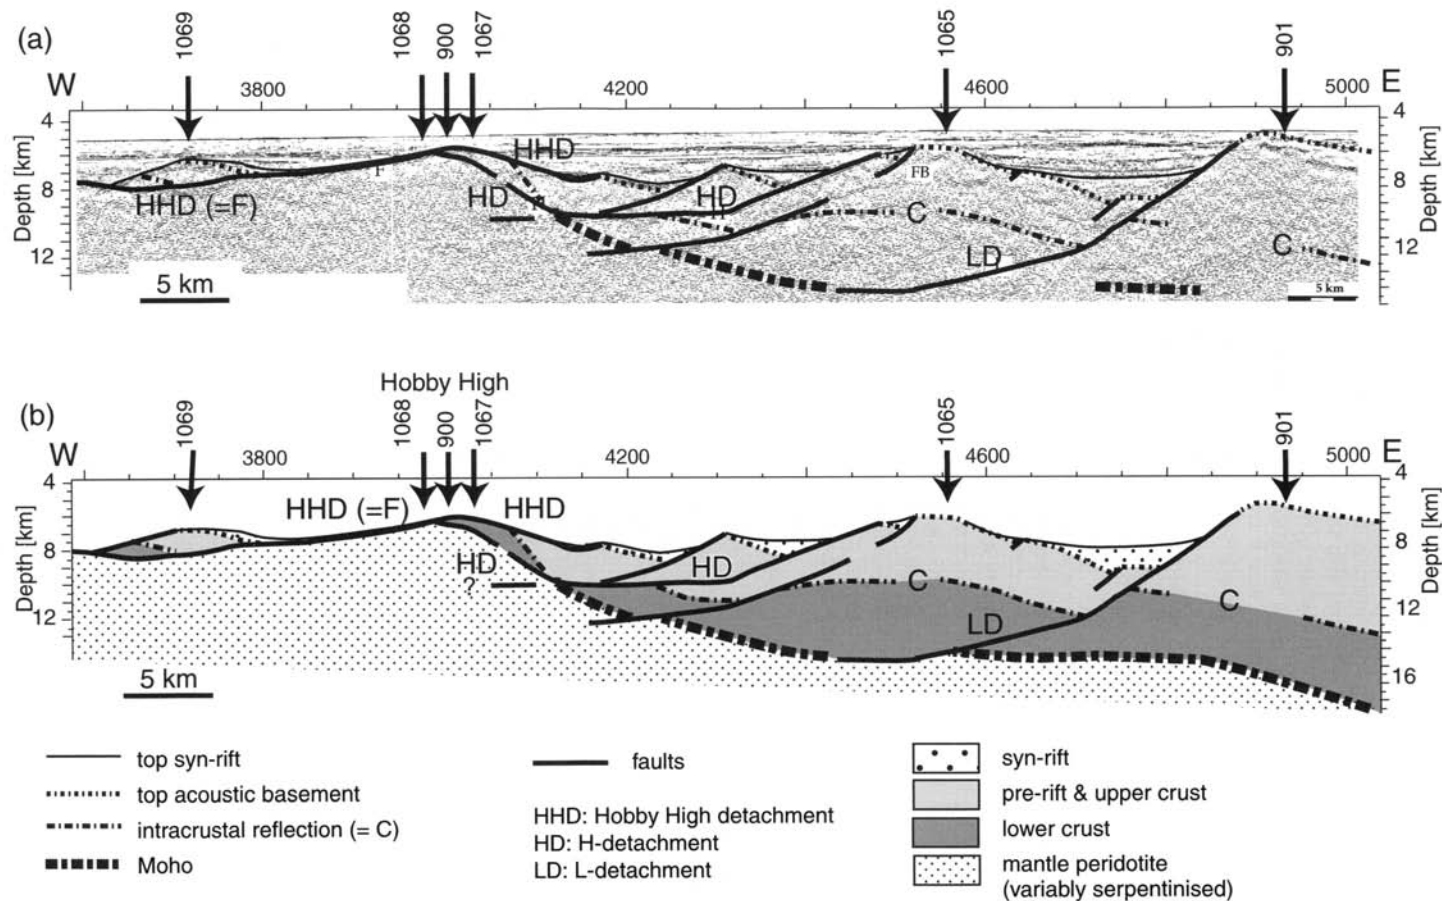 (a)
1069
1068
900
1067
1065
901
W
3800
4200
4600
5000
E
4
8
12
Depth [km]
4
8
12
Depth [km]
HHD
F
HHD (=F)
HD
H
HD
H
FB
C
LD
L
C
5 km
5 km
Hobby High
(b)
1069
1068
900
1067
1065
901
W
3800
4200
4600
5000
E
4
8
12
Depth [km]
4
8
12
16
Depth [km]
HHD (=F)
HHD
HD
?
HD
C
C
LD
5 km
top syn-rift
top acoustic basement
intracrustal reflection (= C)
Moho
faults
HHD: Hobby High detachment
HD: H-detachment
LD: L-detachment
syn-rift
pre-rift & upper crust
lower crust
mantle peridotite
(variably serpentinised)